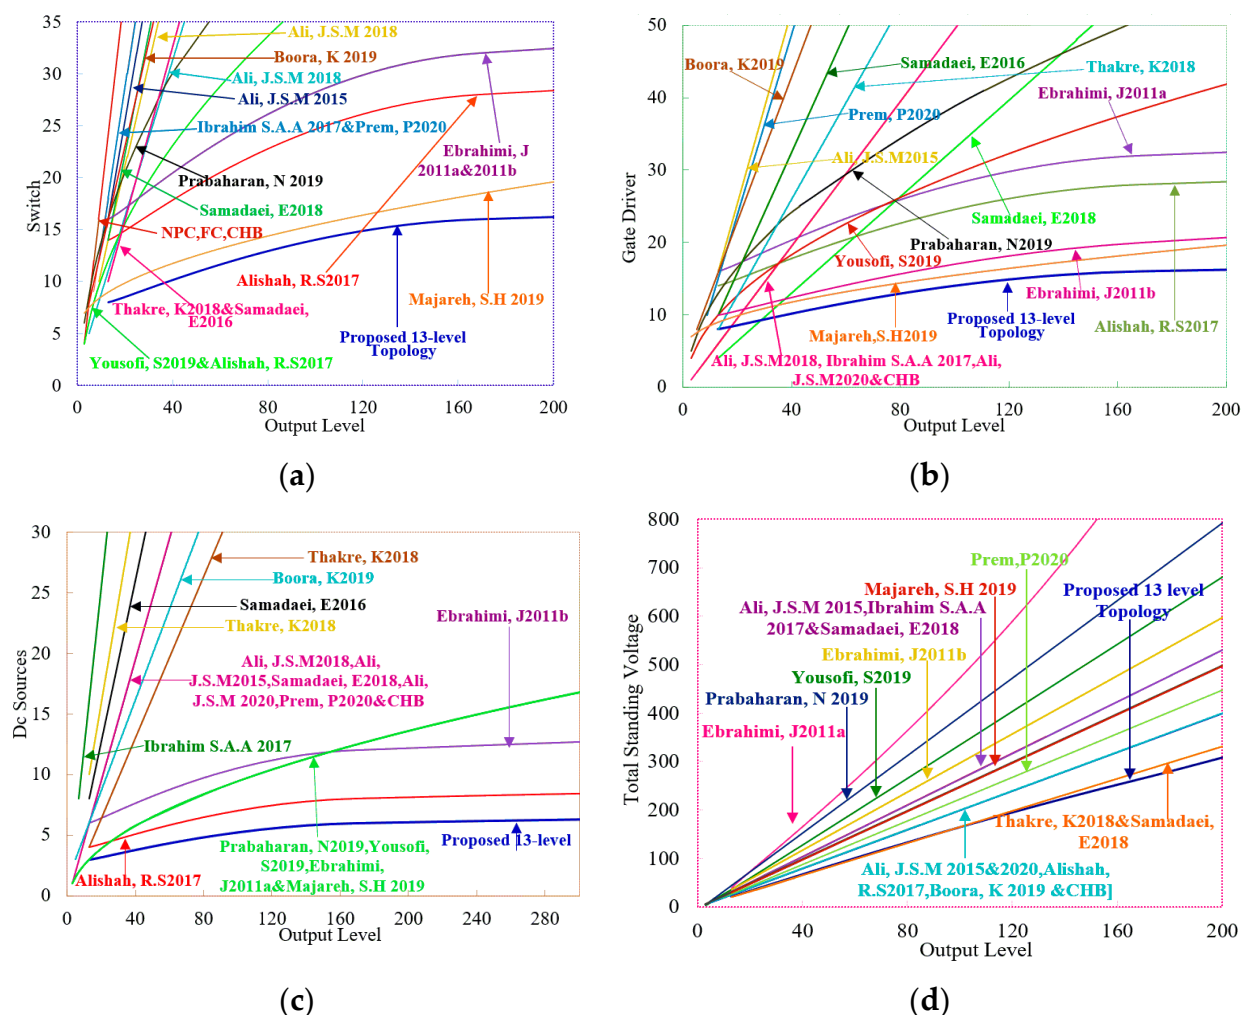 35
30
25
20
15
10
5
0
Switch
Ali, J.S.M 2018
Boora, K 2019
Ali, J.S.M 2018
Ali, J.S.M 2015
Ibrahim S.A.A 2017&Prem, P2020
Ebrahimi, J
2011a&2011b
Prabaharan, N 2019
Samadaei, E2018
NPC,FC,CHB
Alishah, R.S2017
Majareh, S.H 2019
Thakre, K2018&Samadaei,
E2016
Proposed 13-level
Topology
Yousofi, S2019&Alishah, R.S2017
0 40 80 120 160 200
Output Level
(a)
50
40
30
20
10
0
Gate Driver
Boora, K2019
Samadaei, E2016
Thakre, K2018
Ebrahimi, J2011a
Prem, P2020
Ali, J.S.M2015
Samadaei, E2018
Prabaharan, N2019
Yousofi, S2019
Ebrahimi, J2011b
Majareh,S.H2019
Proposed 13-level
Topology
Alishah, R.S2017
Ali, J.S.M2018, Ibrahim S.A.A 2017,Ali,
J.S.M2020&CHB
0 40 80 120 160 200
Output Level
(b)
30
25
20
15
10
5
0
Dc Sources
Thakre, K2018
Boora, K2019
Samadaei, E2016
Thakre, K2018
Ebrahimi, J2011b
Ali, J.S.M2018,Ali,
J.S.M2015,Samadaei, E2018,Ali,
J.S.M 2020,Prem, P2020&CHB
Ibrahim S.A.A 2017
Proposed 13-level
Prabaharan, N2019,Yousofi,
S2019,Ebrahimi,
J2011a&Majareh, S.H 2019
Alishah, R.S2017
0 40 80 120 160 200 240 280
Output Level
(c)
800
700
600
500
400
300
200
100
0
Total Standing Voltage
Prem,P2020
Majareh, S.H 2019
Proposed 13 level
Topology
Ali, J.S.M 2015,Ibrahim S.A.A
2017&Samadaei, E2018
Ebrahimi, J2011b
Yousofi, S2019
Prabaharan, N 2019
Ebrahimi, J2011a
Thakre, K2018&Samadaei,
E2018
Ali, J.S.M 2015&2020,Alishah,
R.S2017,Boora, K 2019 &CHB]
0 40 80 120 160 200
Output Level
(d)